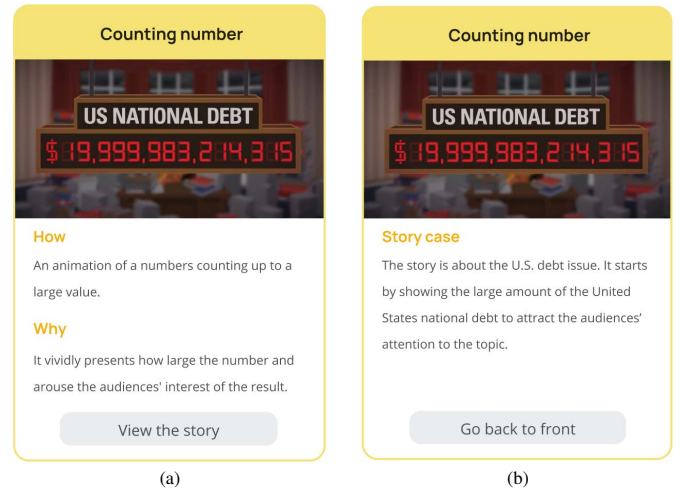 Counting number
US NATIONAL DEBT
$19,999,983,214,315
How
An animation of a numbers counting up to a
large value.
Why
It vividly presents how large the number and
arouse the audiences' interest of the result.
View the story
(a)
Counting number
US NATIONAL DEBT
$19,999,983,214,315
Story case
The story is about the U.S. debt issue. It starts
by showing the large amount of the United
States national debt to attract the audiences’
attention to the topic.
Go back to front
(b)